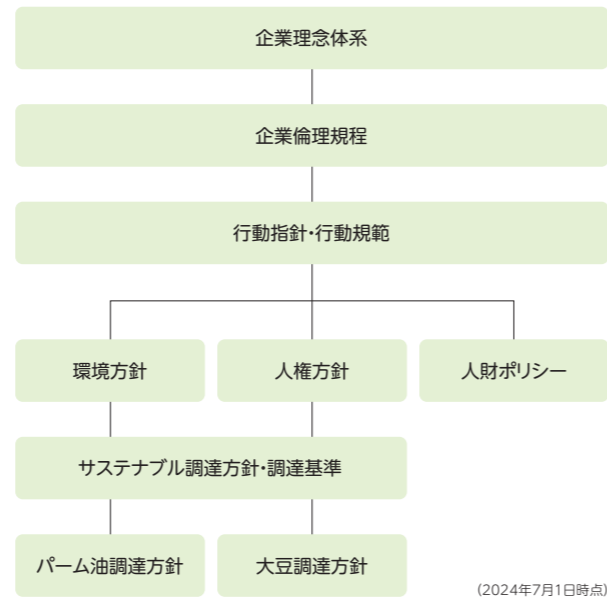 企業理念体系
企業倫理規程
行動指針・行動規範
環境方針
人権方針
人財ポリシー
サステナブル調達方針・調達基準
パーム油調達方針
大豆調達方針
(2024年7月1日時点)